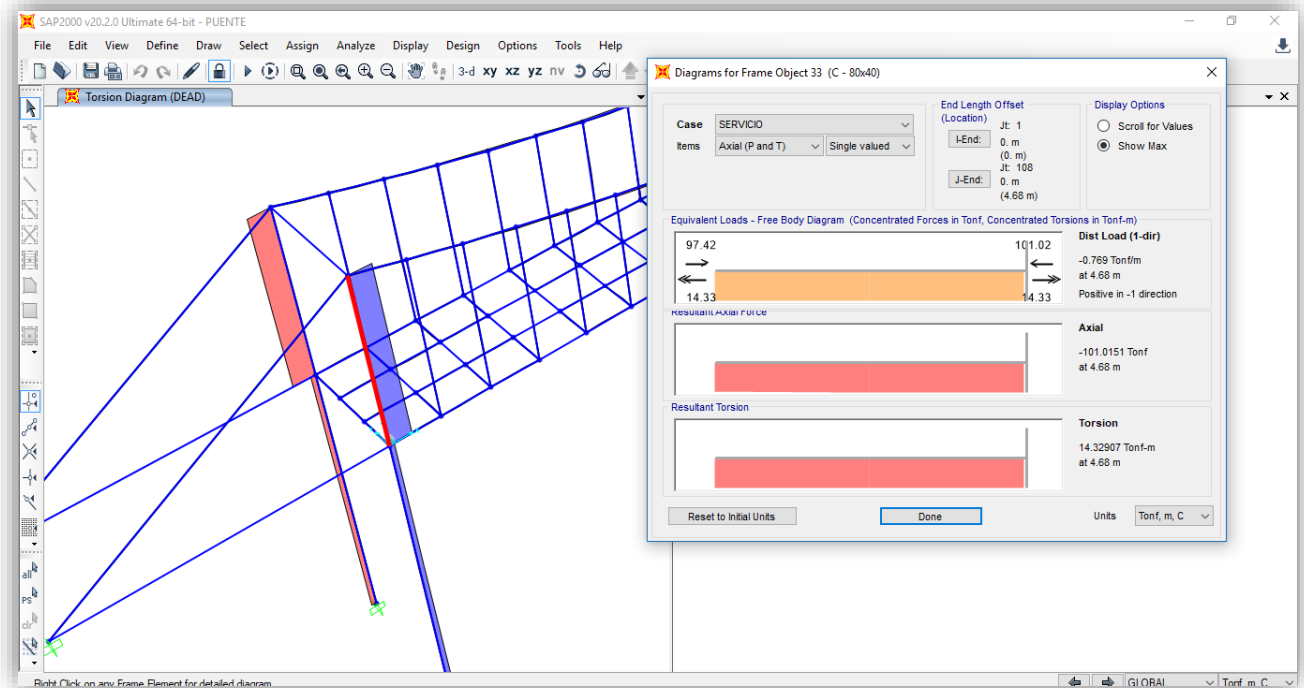 SAP2000 v20.2.0 Ultimate 64-bit - PUENTE
File Edit View Define Draw Select Assign Analyze Display Design Options Tools Help
3-d xy xz yz nv
Torsion Diagram (DEAD)
all
PS
clr
Diagrams for Frame Object 33 (C - 80x40)
Case SERVICIO
Items Axial (P and T) Single valued
End Length Offset
(Location)
Jt: 1
I-End: 0. m
(0. m)
Jt: 108
J-End: 0. m
(4.68 m)
Display Options
Scroll for Values
Show Max
Equivalent Loads - Free Body Diagram (Concentrated Forces in Tonf, Concentrated Torsions in Tonf-m)
97.42 101.02
14.33 14.33
Dist Load (1-dir)
-0.769 Tonf/m
at 4.68 m
Positive in -1 direction
Resultant Axial Force
Axial
-101.0151 Tonf
at 4.68 m
Resultant Torsion
Torsion
14.32907 Tonf-m
at 4.68 m
Reset to Initial Units Done Units Tonf, m, C
Right Click on any Frame Element for detailed diagram GLOBAL Tonf, m, C